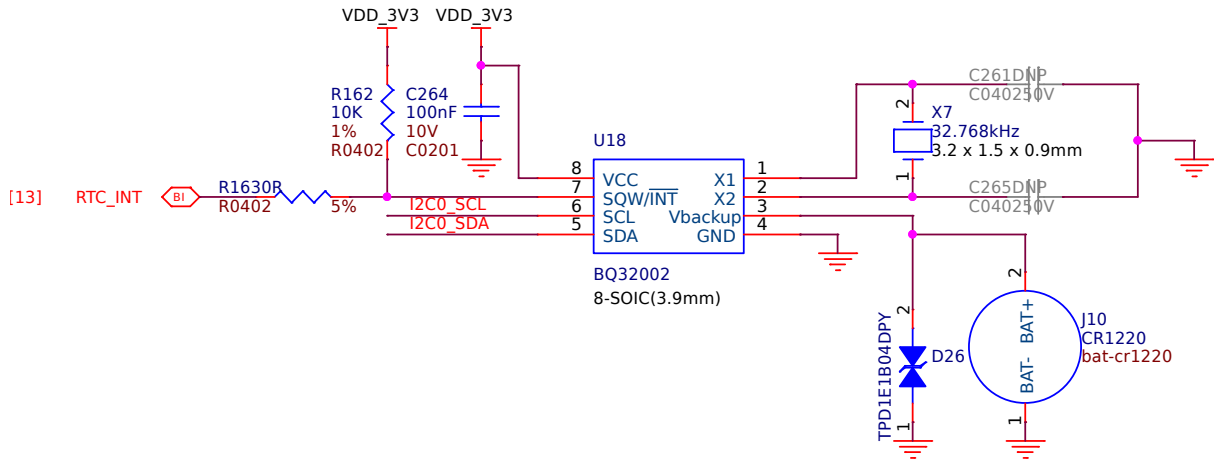 VDD_3V3 VDD_3V3
R162
10K
1%
R0402
C264
100nF
10V
C0201
C261DNP
C040250V
2
X7
32.768kHz
3.2 x 1.5 x 0.9mm
1
U18
8 VCC X1 1
7 SQW/INT X2 2
6 SCL Vbackup 3
5 SDA GND 4
[13] RTC_INT BI
R1630R
R0402 5%
I2C0_SCL
I2C0_SDA
C265DNP
C040250V
BQ32002
8-SOIC(3.9mm)
2
TPD1E1B04DPY
D26
1
2
BAT+
BAT-
1
J10
CR1220
bat-cr1220